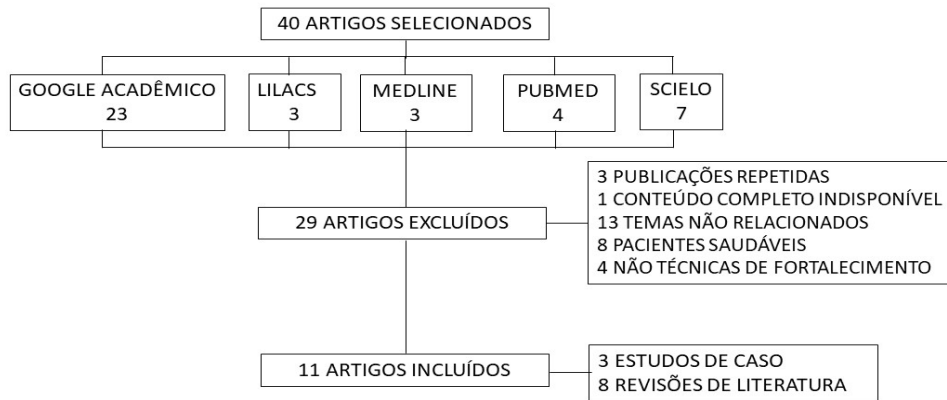 40 ARTIGOS SELECIONADOS
GOOGLE ACADÊMICO
23
LILACS
3
MEDLINE
3
PUBMED
4
SCIELO
7
29 ARTIGOS EXCLUÍDOS
3 PUBLICAÇÕES REPETIDAS
1 CONTEÚDO COMPLETO INDISPONÍVEL
13 TEMAS NÃO RELACIONADOS
8 PACIENTES SAUDÁVEIS
4 NÃO TÉCNICAS DE FORTALECIMENTO
11 ARTIGOS INCLUÍDOS
3 ESTUDOS DE CASO
8 REVISÕES DE LITERATURA